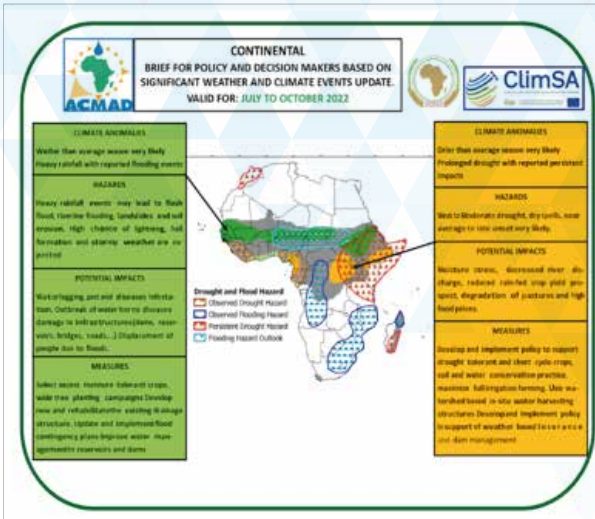 CONTINENTAL
BRIEF FOR POLICY AND DECISION MAKERS BASED ON
SIGNIFICANT WEATHER AND CLIMATE EVENTS UPDATE.
VALID FOR: JULY TO OCTOBER 2022
ACMAD
ClimSA
CLIMATE ANOMALIES
Wetter than average season very likely
Heavy rainfall with reported flooding events
HAZARDS
Heavy rainfall events may lead to flash
flood, riverine flooding, landslides and soil
erosion. High chance of lightning, hail
formation and stormy weather are ex-
pected
POTENTIAL IMPACTS
Waterlogging, pest and diseases infesta-
tion. Outbreak of water borne diseases
damage to infrastructures(dams, reser-
voirs, bridges, roads,..) Displacement of
people due to floods.
MEASURES
Select excess moisture tolerant crops,
wide tree planting campaigns Develop
new and rehabilitate the existing drainage
structure, Update and implement flood
contingency plans Improve water man-
agement in reservoirs and dams
Drought and Flood Hazard
Observed Drought Hazard
Observed Flooding Hazard
Persistent Drought Hazard
Flooding Hazard Outlook
CLIMATE ANOMALIES
Drier than average season very likely
Prolonged drought with reported persistent
impacts
HAZARDS
Moderate drought, dry spells, near
average to late onset very likely.
POTENTIAL IMPACTS
Moisture stress, decreased river dis-
charge, reduced rain-fed crop yield pro-
spect, degradation of pastures and high
food prices.
MEASURES
Develop and implement policy to support
drought tolerant and short cycle crops,
soil and water conservation practice,
maximize full irrigation farming. Use wa-
tershed based in situ water harvesting
structures Develop and implement policy
in support of weather based Insurance
and dam management